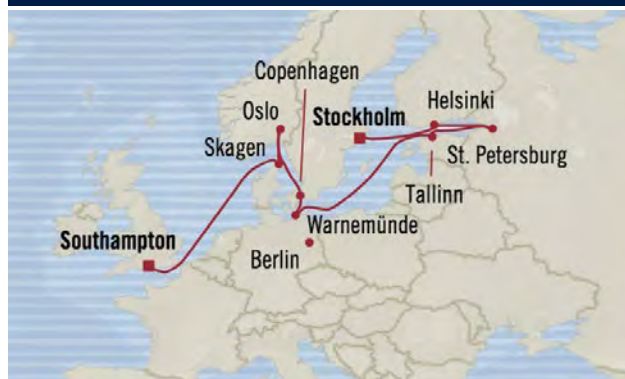 Copenhagen
Oslo
Stockholm
Helsinki
Skagen
St. Petersburg
Tallinn
Warnemünde
Southampton
Berlin